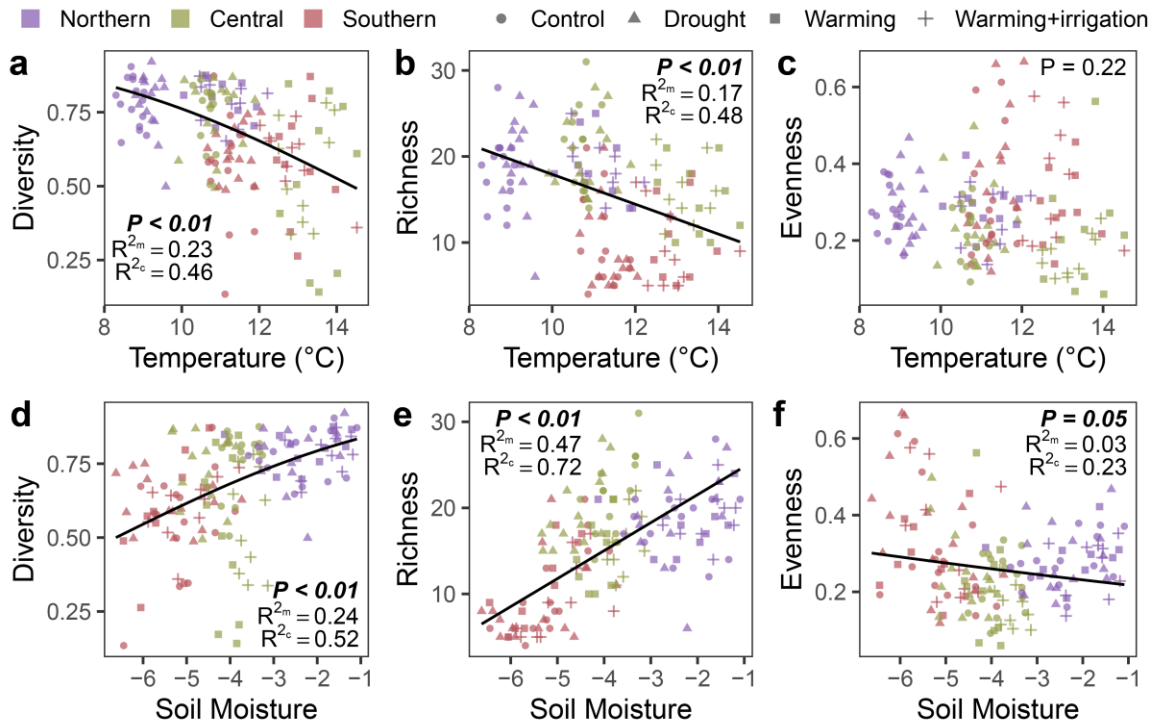 Northern Central Southern Control Drought Warming Warming+irrigation
a
Diversity
0.75
0.50
0.25
P < 0.01
R²m = 0.23
R²c = 0.46
8 10 12 14
Temperature (°C)
b
Richness
30
20
10
P < 0.01
R²m = 0.17
R²c = 0.48
8 10 12 14
Temperature (°C)
c
Evenness
0.6
0.4
0.2
P = 0.22
8 10 12 14
Temperature (°C)
d
Diversity
0.75
0.50
0.25
P < 0.01
R²m = 0.24
R²c = 0.52
−6 −5 −4 −3 −2 −1
Soil Moisture
e
Richness
30
20
10
P < 0.01
R²m = 0.47
R²c = 0.72
−6 −5 −4 −3 −2 −1
Soil Moisture
f
Evenness
0.6
0.4
0.2
P = 0.05
R²m = 0.03
R²c = 0.23
−6 −5 −4 −3 −2 −1
Soil Moisture